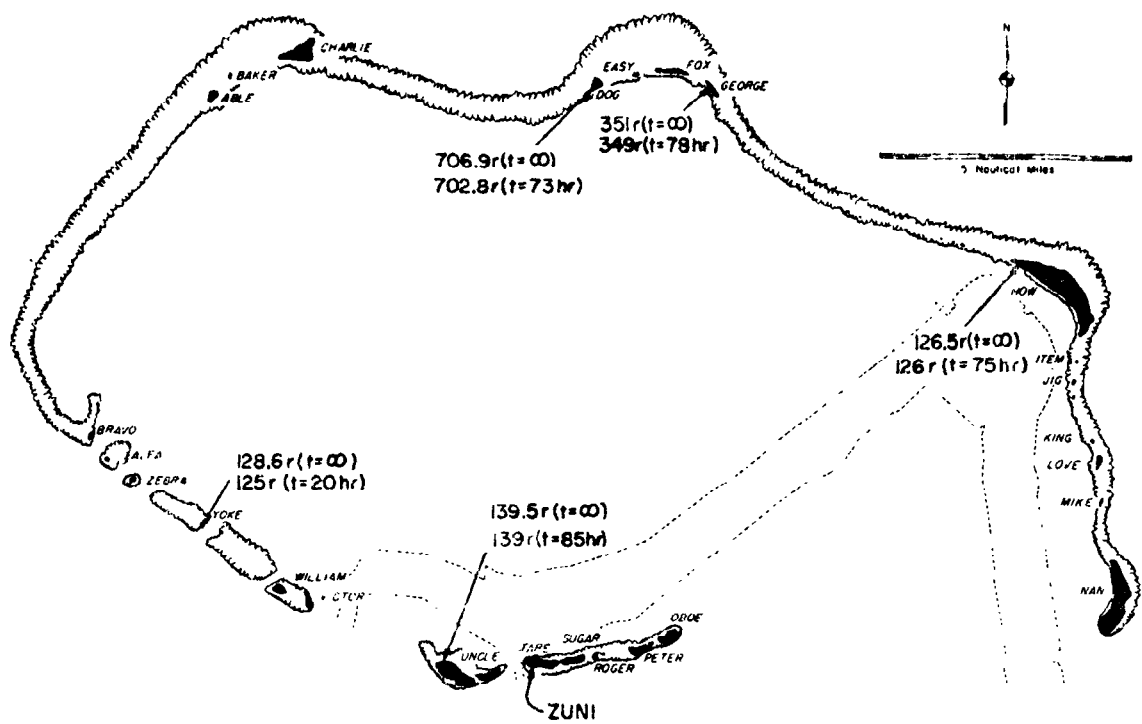 N
CHARLIE
BAKER
ABLE
EASY
FOX
DOG
GEORGE
351r(t=∞)
349r(t=78hr)
706.9r(t=∞)
702.8r(t=73hr)
5 Nautical Miles
HOW
126.5r(t=∞)
126r(t=75hr)
ITEM
JIG
KING
LOVE
MIKE
NAN
BRAVO
ALFA
ZEBRA
128.6r(t=∞)
125r(t=20hr)
YOKE
139.5r(t=∞)
139r(t=85hr)
WILLIAM
OBOE
SUGAR
UNCLE
PETER
ROGER
ZUNI